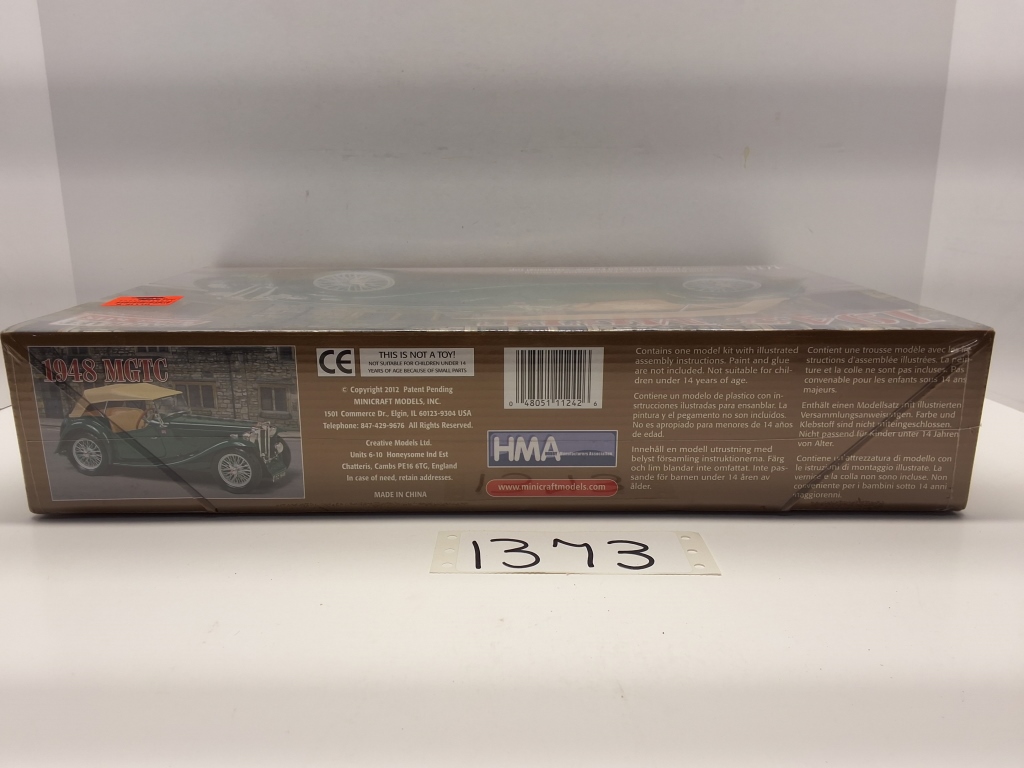 1948 MGTC
CE
THIS IS NOT A TOY!
NOT SUITABLE FOR CHILDREN UNDER 14
YEARS OF AGE BECAUSE OF SMALL PARTS
© Copyright 2012 Patent Pending
MINICRAFT MODELS, INC.
1501 Commerce Dr., Elgin, IL 60123-9304 USA
Telephone: 847-429-9676 All Rights Reserved.
Creative Models Ltd.
Units 6-10 Honeysome Ind Est
Chatteris, Cambs PE16 6TG, England
In case of need, retain addresses.
MADE IN CHINA
0 48051 11242 6
HMA
www.minicraftmodels.com
Contains one model kit with illustrated
assembly instructions. Paint and glue
are not included. Not suitable for chil-
dren under 14 years of age.
Contiene un modelo de plastico con in-
strucciones ilustradas para ensamblar. La
pintura y el pegamento no son incluidos.
No es apropiado para menores de 14 años
de edad.
Innehåll en modell utrustning med
belyst församling instruktionerna. Färg
och lim blandar inte omfattat. Inte pas-
sande för barnen under 14 åren av
ålder.
Contient une trousse modèle avec les in-
structions d'assemblée illustrées. La pein-
ture et la colle ne sont pas incluses. Pas
convenable pour les enfants sous 14 ans
majeurs.
Enthält einen Modellsatz mit illustrierten
Versammlungsanweisungen. Farbe und
Klebstoff sind nicht miteingeschlossen.
Nicht passend für Kinder unter 14 Jahren
von Alter.
Contiene un'attrezzatura di modello con
le istruzioni di montaggio illustrate. La
vernice a la colla non sono incluse. Non
conveniente per i bambini sotto 14 anni
maggiorenni.
1373